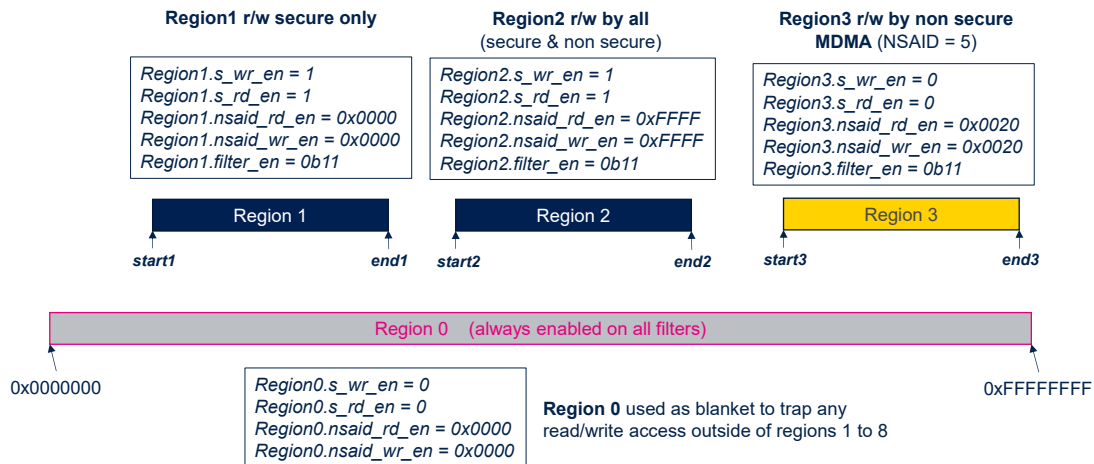 Region1 r/w secure only
Region2 r/w by all
(secure & non secure)
Region3 r/w by non secure
MDMA (NSAID = 5)
Region1.s_wr_en = 1
Region1.s_rd_en = 1
Region1.nsaid_rd_en = 0x0000
Region1.nsaid_wr_en = 0x0000
Region1.filter_en = 0b11
Region2.s_wr_en = 1
Region2.s_rd_en = 1
Region2.nsaid_rd_en = 0xFFFF
Region2.nsaid_wr_en = 0xFFFF
Region2.filter_en = 0b11
Region3.s_wr_en = 0
Region3.s_rd_en = 0
Region3.nsaid_rd_en = 0x0020
Region3.nsaid_wr_en = 0x0020
Region3.filter_en = 0b11
Region 1
Region 2
Region 3
start1
end1
start2
end2
start3
end3
Region 0 (always enabled on all filters)
0x0000000
0xFFFFFFFF
Region0.s_wr_en = 0
Region0.s_rd_en = 0
Region0.nsaid_rd_en = 0x0000
Region0.nsaid_wr_en = 0x0000
Region 0 used as blanket to trap any
read/write access outside of regions 1 to 8